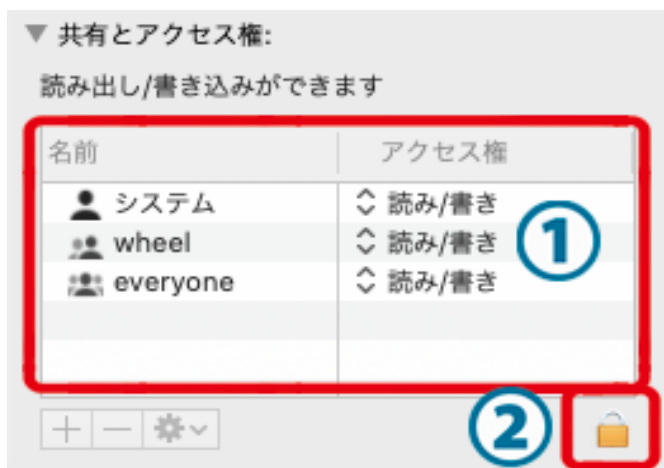 ▼ 共有とアクセス権:
読み出し/書き込みができます
名前 アクセス権
システム 読み/書き
wheel 読み/書き
everyone 読み/書き
①
②